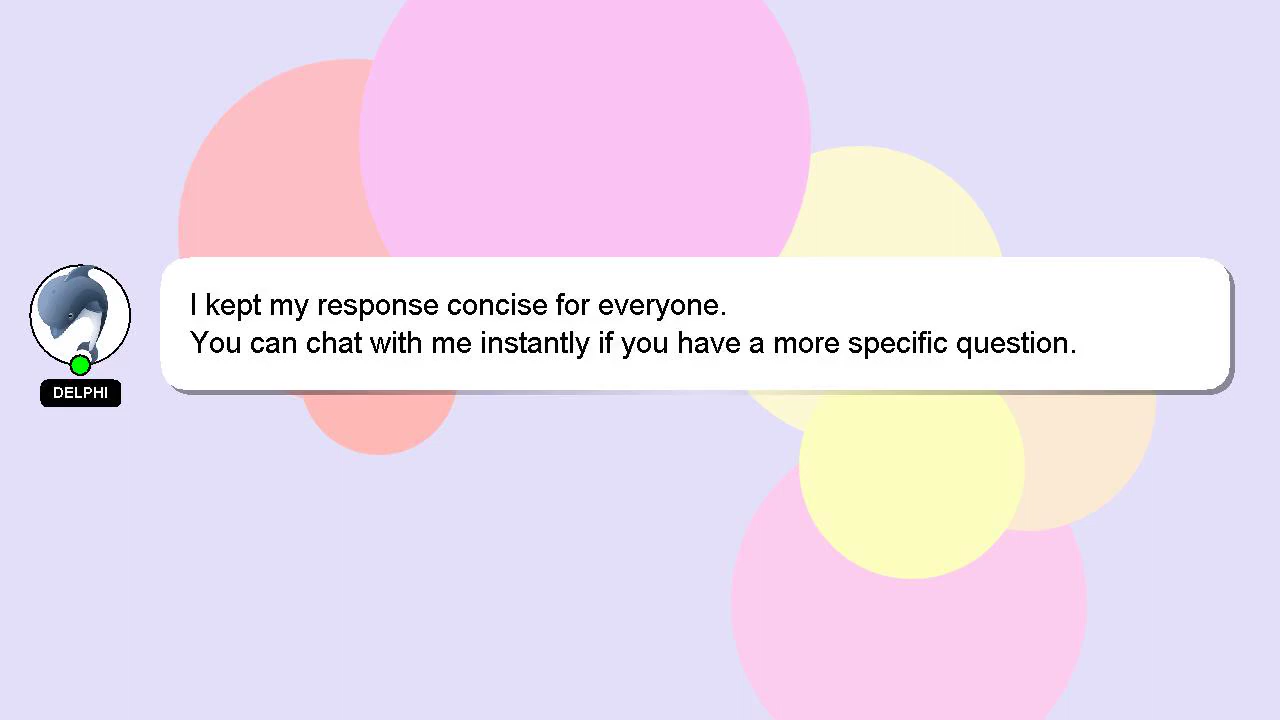 I kept my response concise for everyone.
You can chat with me instantly if you have a more specific question.
DELPHI